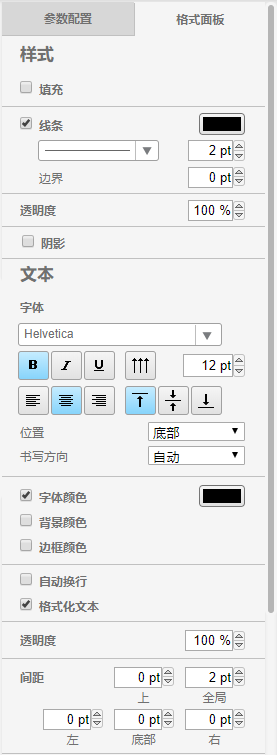 参数配置 格式面板
样式
填充
线条
2 pt
边界 0 pt
透明度 100 %
阴影
文本
字体
Helvetica
B I U 12 pt
位置 底部
书写方向 自动
字体颜色
背景颜色
边框颜色
自动换行
格式化文本
透明度 100 %
间距 0 pt 2 pt
上 全局
0 pt 0 pt 0 pt
左 底部 右